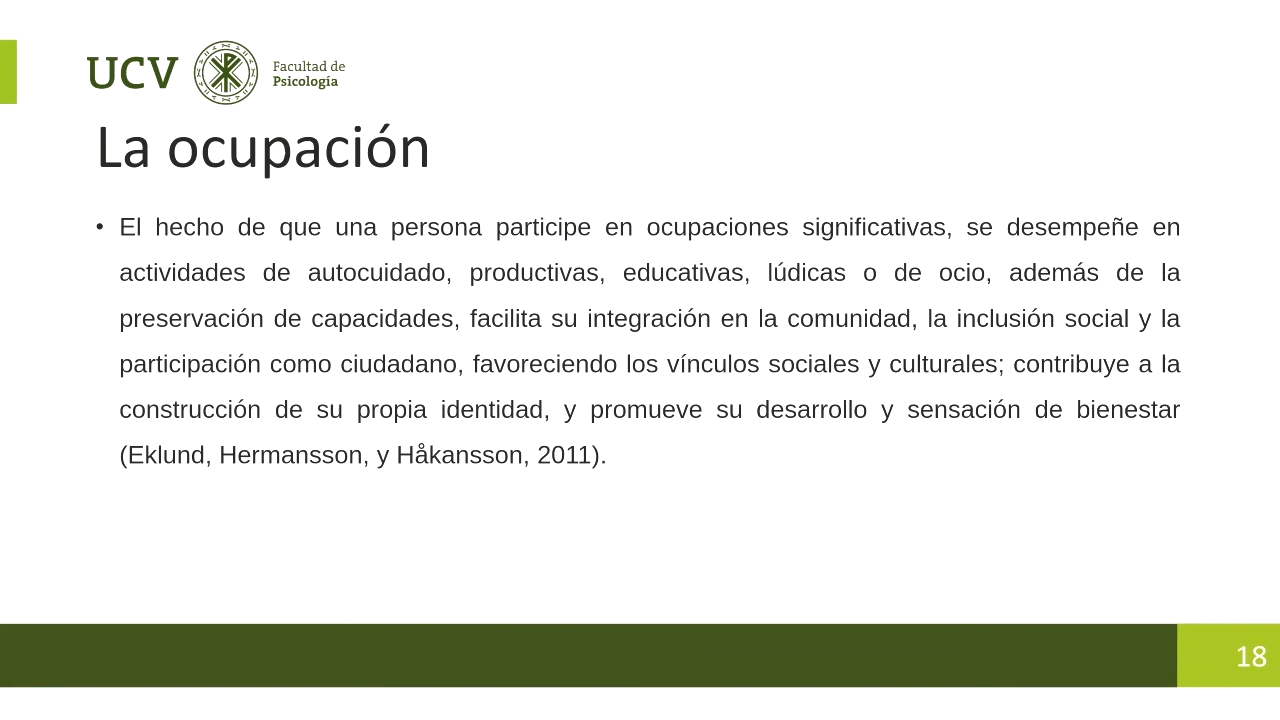 UCV
Facultad de
Psicología
La ocupación
• El hecho de que una persona participe en ocupaciones significativas, se desempeñe en
actividades de autocuidado, productivas, educativas, lúdicas o de ocio, además de la
preservación de capacidades, facilita su integración en la comunidad, la inclusión social y la
participación como ciudadano, favoreciendo los vínculos sociales y culturales; contribuye a la
construcción de su propia identidad, y promueve su desarrollo y sensación de bienestar
(Eklund, Hermansson, y Håkansson, 2011).
18